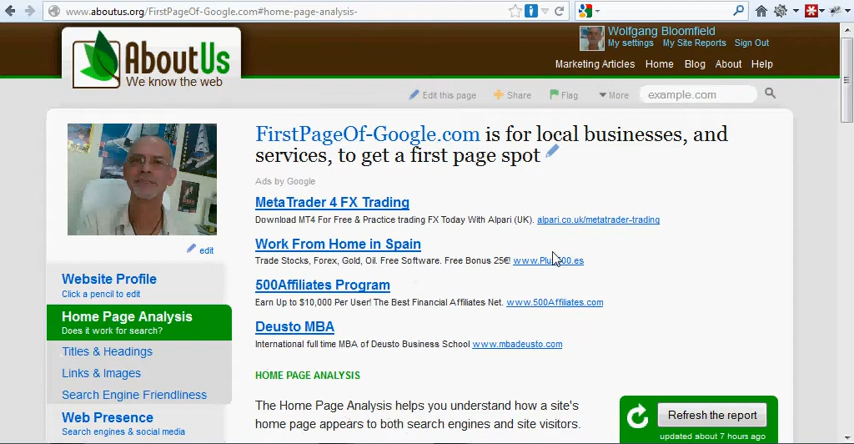 www.aboutus.org/FirstPageOf-Google.com#home-page-analysis-
AboutUs
We know the web
Wolfgang Bloomfield
My settings My Site Reports Sign Out
Marketing Articles Home Blog About Help
Edit this page Share Flag More example.com
FirstPageOf-Google.com is for local businesses, and
services, to get a first page spot
Ads by Google
MetaTrader 4 FX Trading
Download MT4 For Free & Practice trading FX Today With Alpari (UK). alpari.co.uk/metatrader-trading
Work From Home in Spain
Trade Stocks, Forex, Gold, Oil. Free Software. Free Bonus 25€! www.Plus500.es
500Affiliates Program
Earn Up to $10,000 Per User! The Best Financial Affiliates Net. www.500Affiliates.com
Deusto MBA
International full time MBA of Deusto Business School www.mbadeusto.com
HOME PAGE ANALYSIS
The Home Page Analysis helps you understand how a site's
home page appears to both search engines and site visitors.
Refresh the report
updated about 7 hours ago
edit
Website Profile
Click a pencil to edit
Home Page Analysis
Does it work for search?
Titles & Headings
Links & Images
Search Engine Friendliness
Web Presence
Search engines & social media